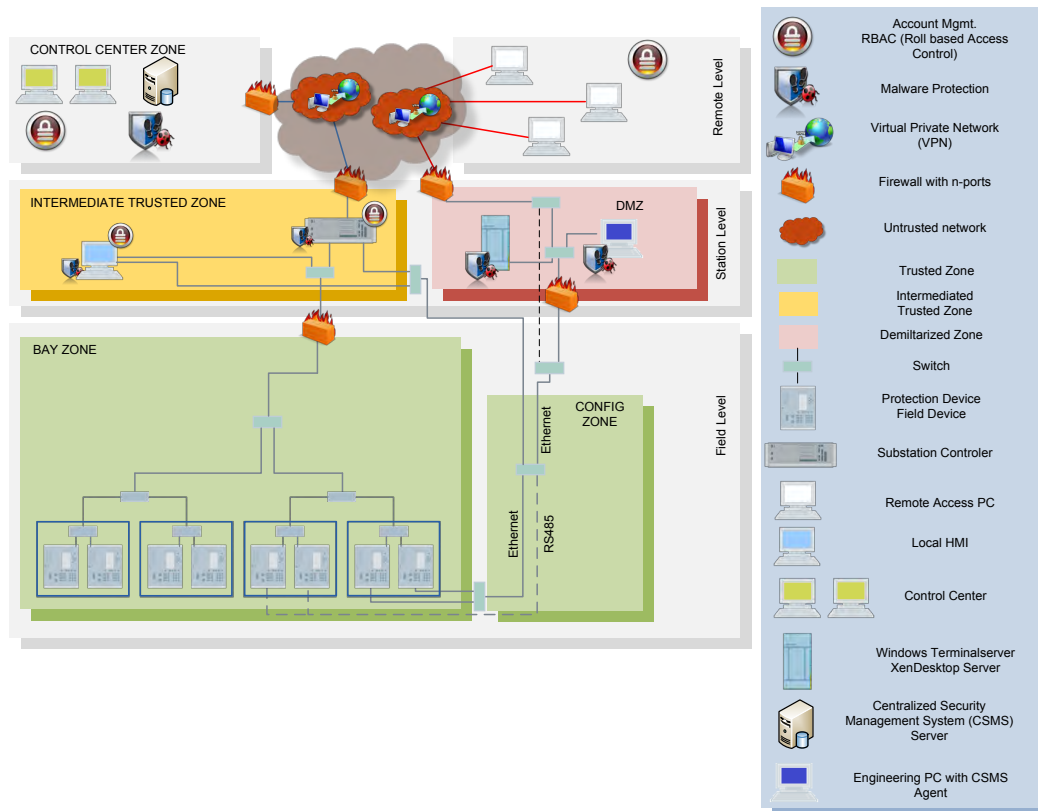 CONTROL CENTER ZONE
Remote Level
INTERMEDIATE TRUSTED ZONE
DMZ
Station Level
BAY ZONE
CONFIG
ZONE
Ethernet
Ethernet
RS485
Field Level
Account Mgmt.
RBAC (Roll based Access
Control)
Malware Protection
Virtual Private Network
(VPN)
Firewall with n-ports
Untrusted network
Trusted Zone
Intermediated
Trusted Zone
Demiltarized Zone
Switch
Protection Device
Field Device
Substation Controler
Remote Access PC
Local HMI
Control Center
Windows Terminalserver
XenDesktop Server
Centralized Security
Management System (CSMS)
Server
Engineering PC with CSMS
Agent